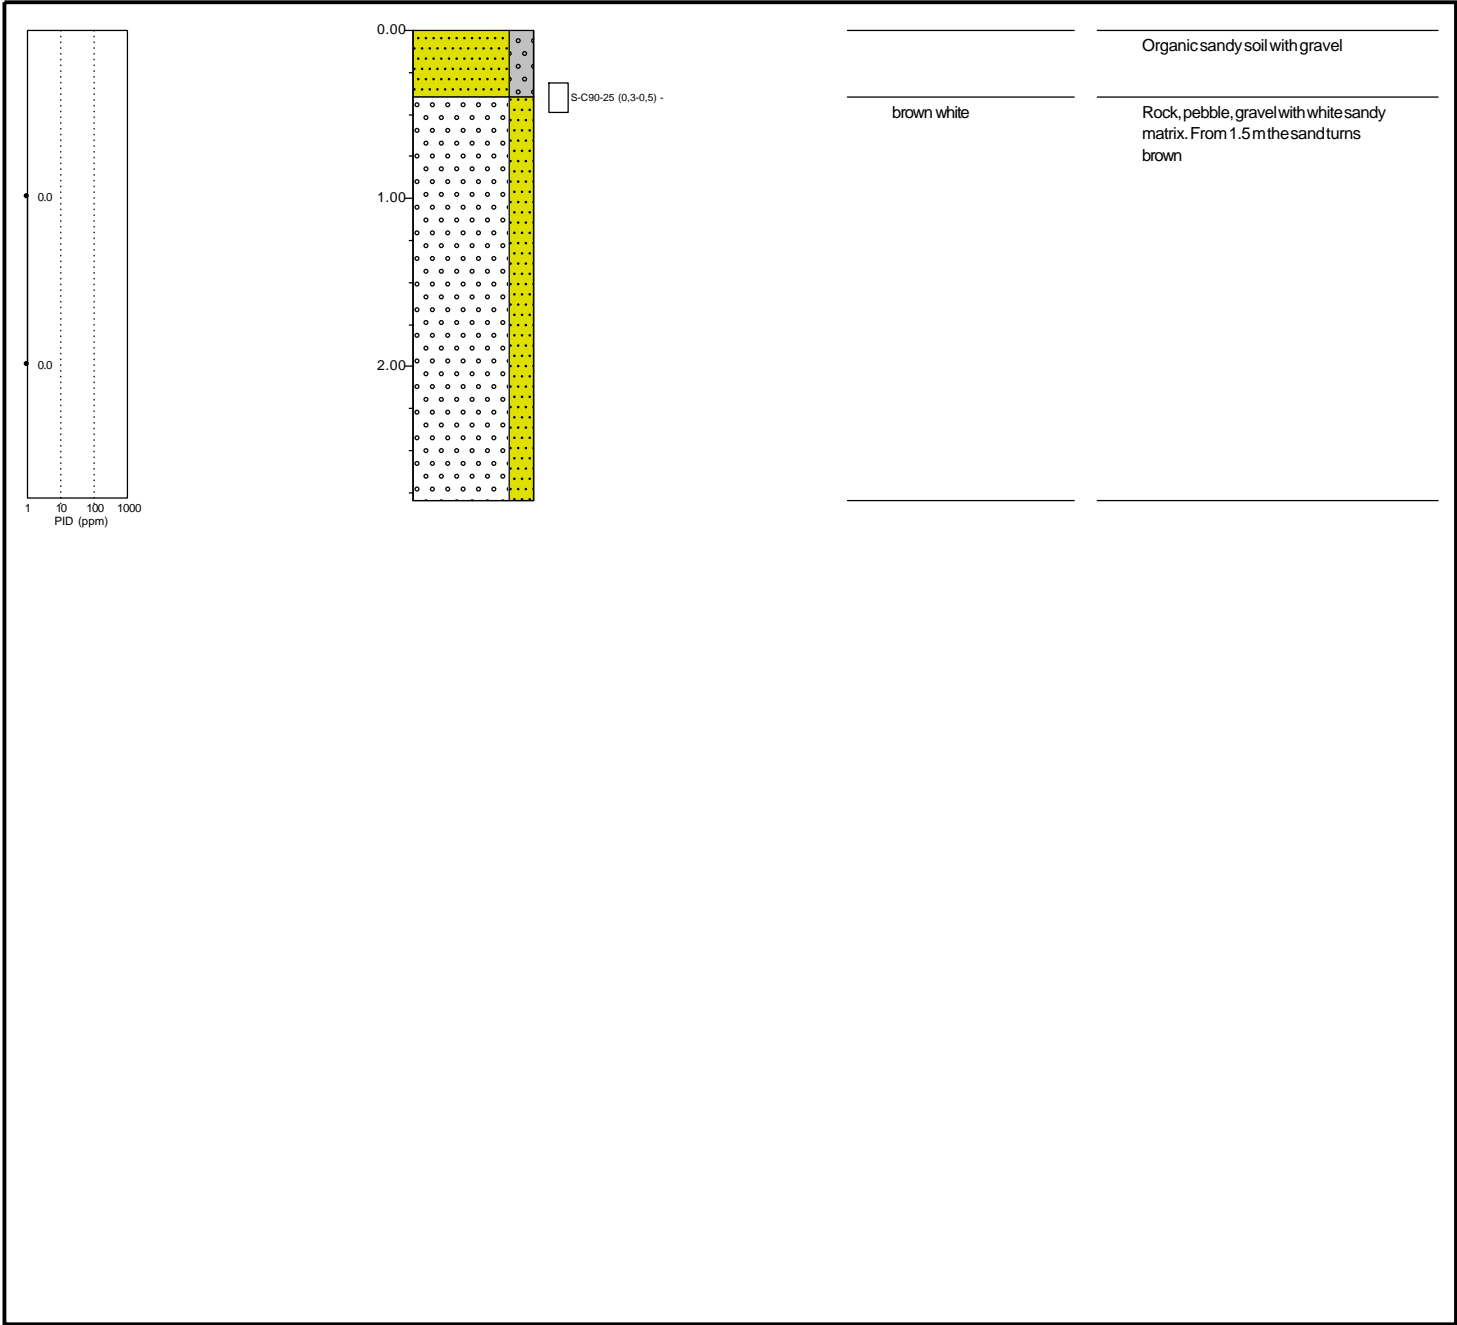 0.00
Organic sandy soil with gravel
S-C90-25 (0,3-0,5) -
brown white
Rock, pebble, gravel with white sandy
matrix. From 1.5 m the sand turns
brown
0.0
1.00
0.0
2.00
1 10 100 1000
PID (ppm)